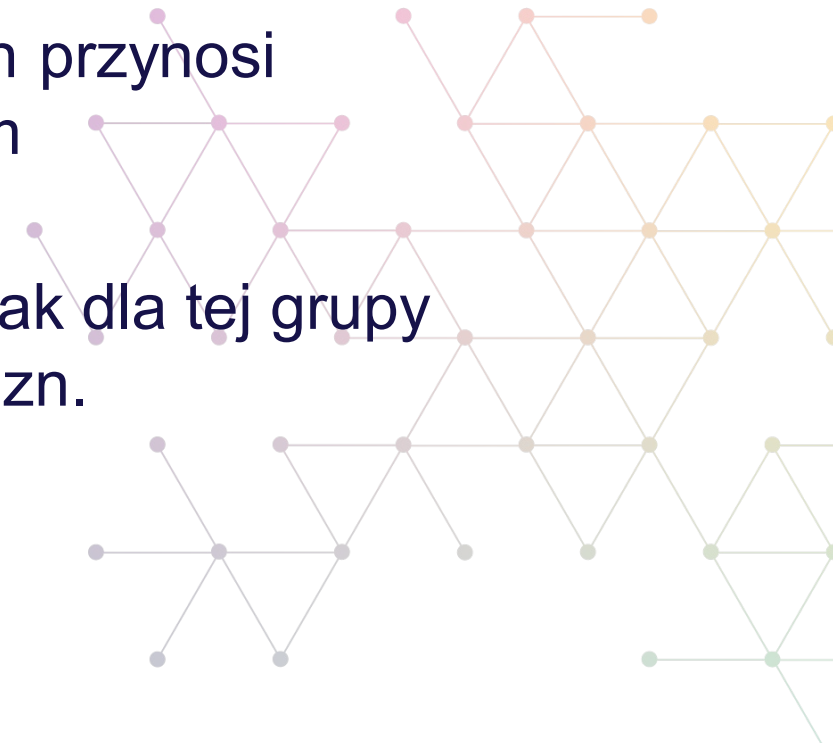 n przynosi
n
ak dla tej grupy
zn.